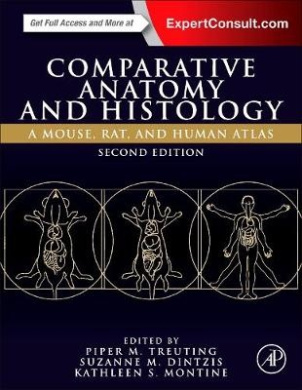 Get Full Access and More at
ExpertConsult.com
COMPARATIVE
ANATOMY
AND HISTOLOGY
A MOUSE, RAT, AND HUMAN ATLAS
SECOND EDITION
EDITED BY
PIPER M. TREUTING
SUZANNE M. DINTZIS
KATHLEEN S. MONTINE
AP